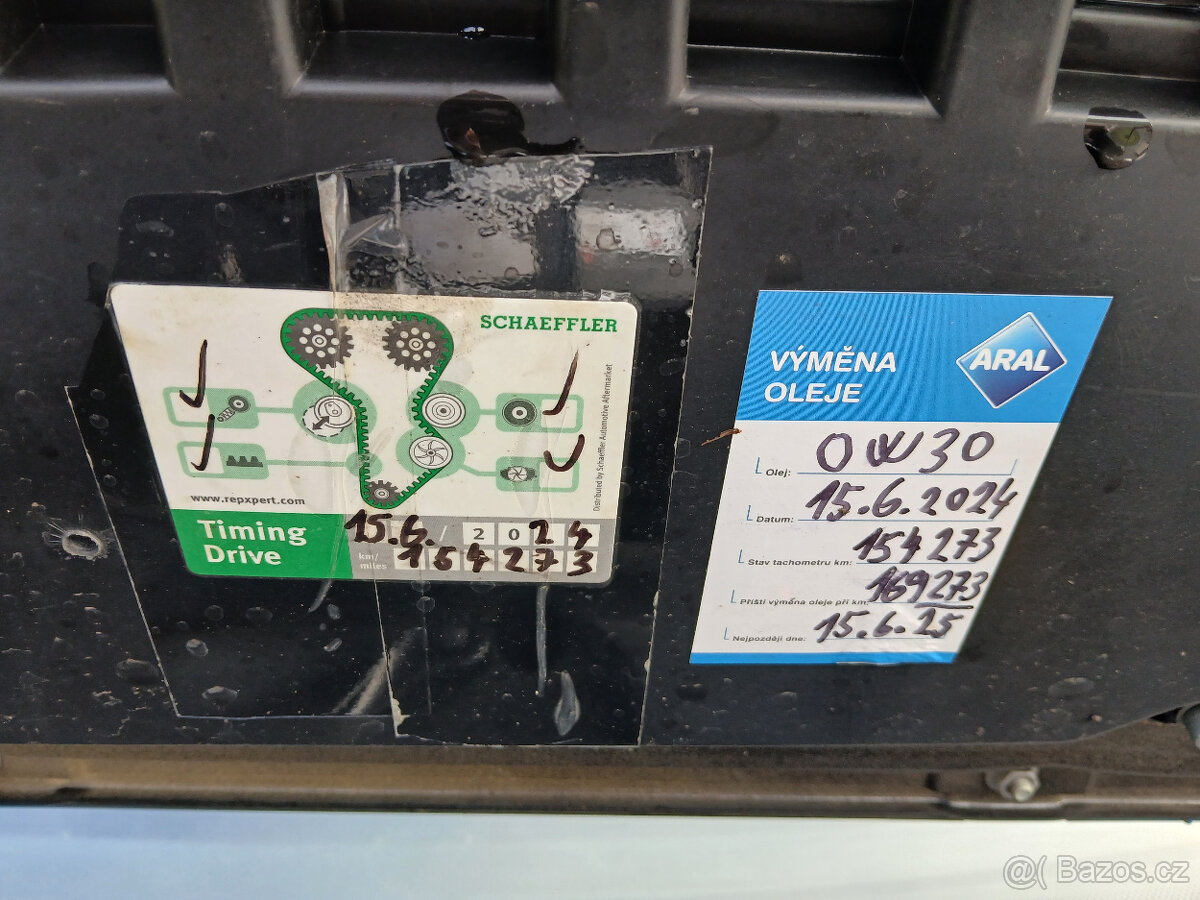 SCHAEFFLER
Distributed by Schaeffler Automotive Aftermarket
www.repxpert.com
Timing
Drive
15.6. / 2024
km/
miles
154273
VÝMĚNA
OLEJE
ARAL
Olej: 0W30
Datum: 15.6.2024
Stav tachometru km: 154273
Příští výměna oleje při km: 169273
Nejpozději dne: 15.6.25
@( Bazos.cz